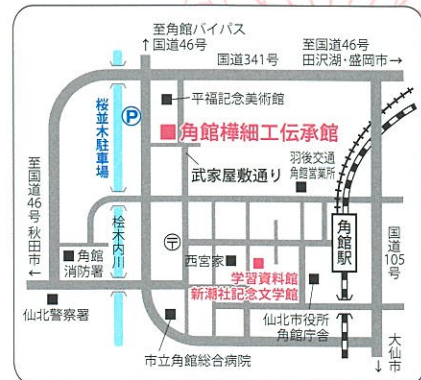 至角館バイパス
↑国道46号
国道341号
至国道46号
田沢湖・盛岡市→
平福記念美術館
桜並木駐車場
P
角館樺細工伝承館
武家屋敷通り
羽後交通
角館営業所
至国道46号 秋田市
←
桧木内川
〒
角館駅
国道105号
角館
消防署
西宮家
学習資料館
新潮社記念文学館
仙北警察署
仙北市役所
角館庁舎
市立角館総合病院
大仙市
↓